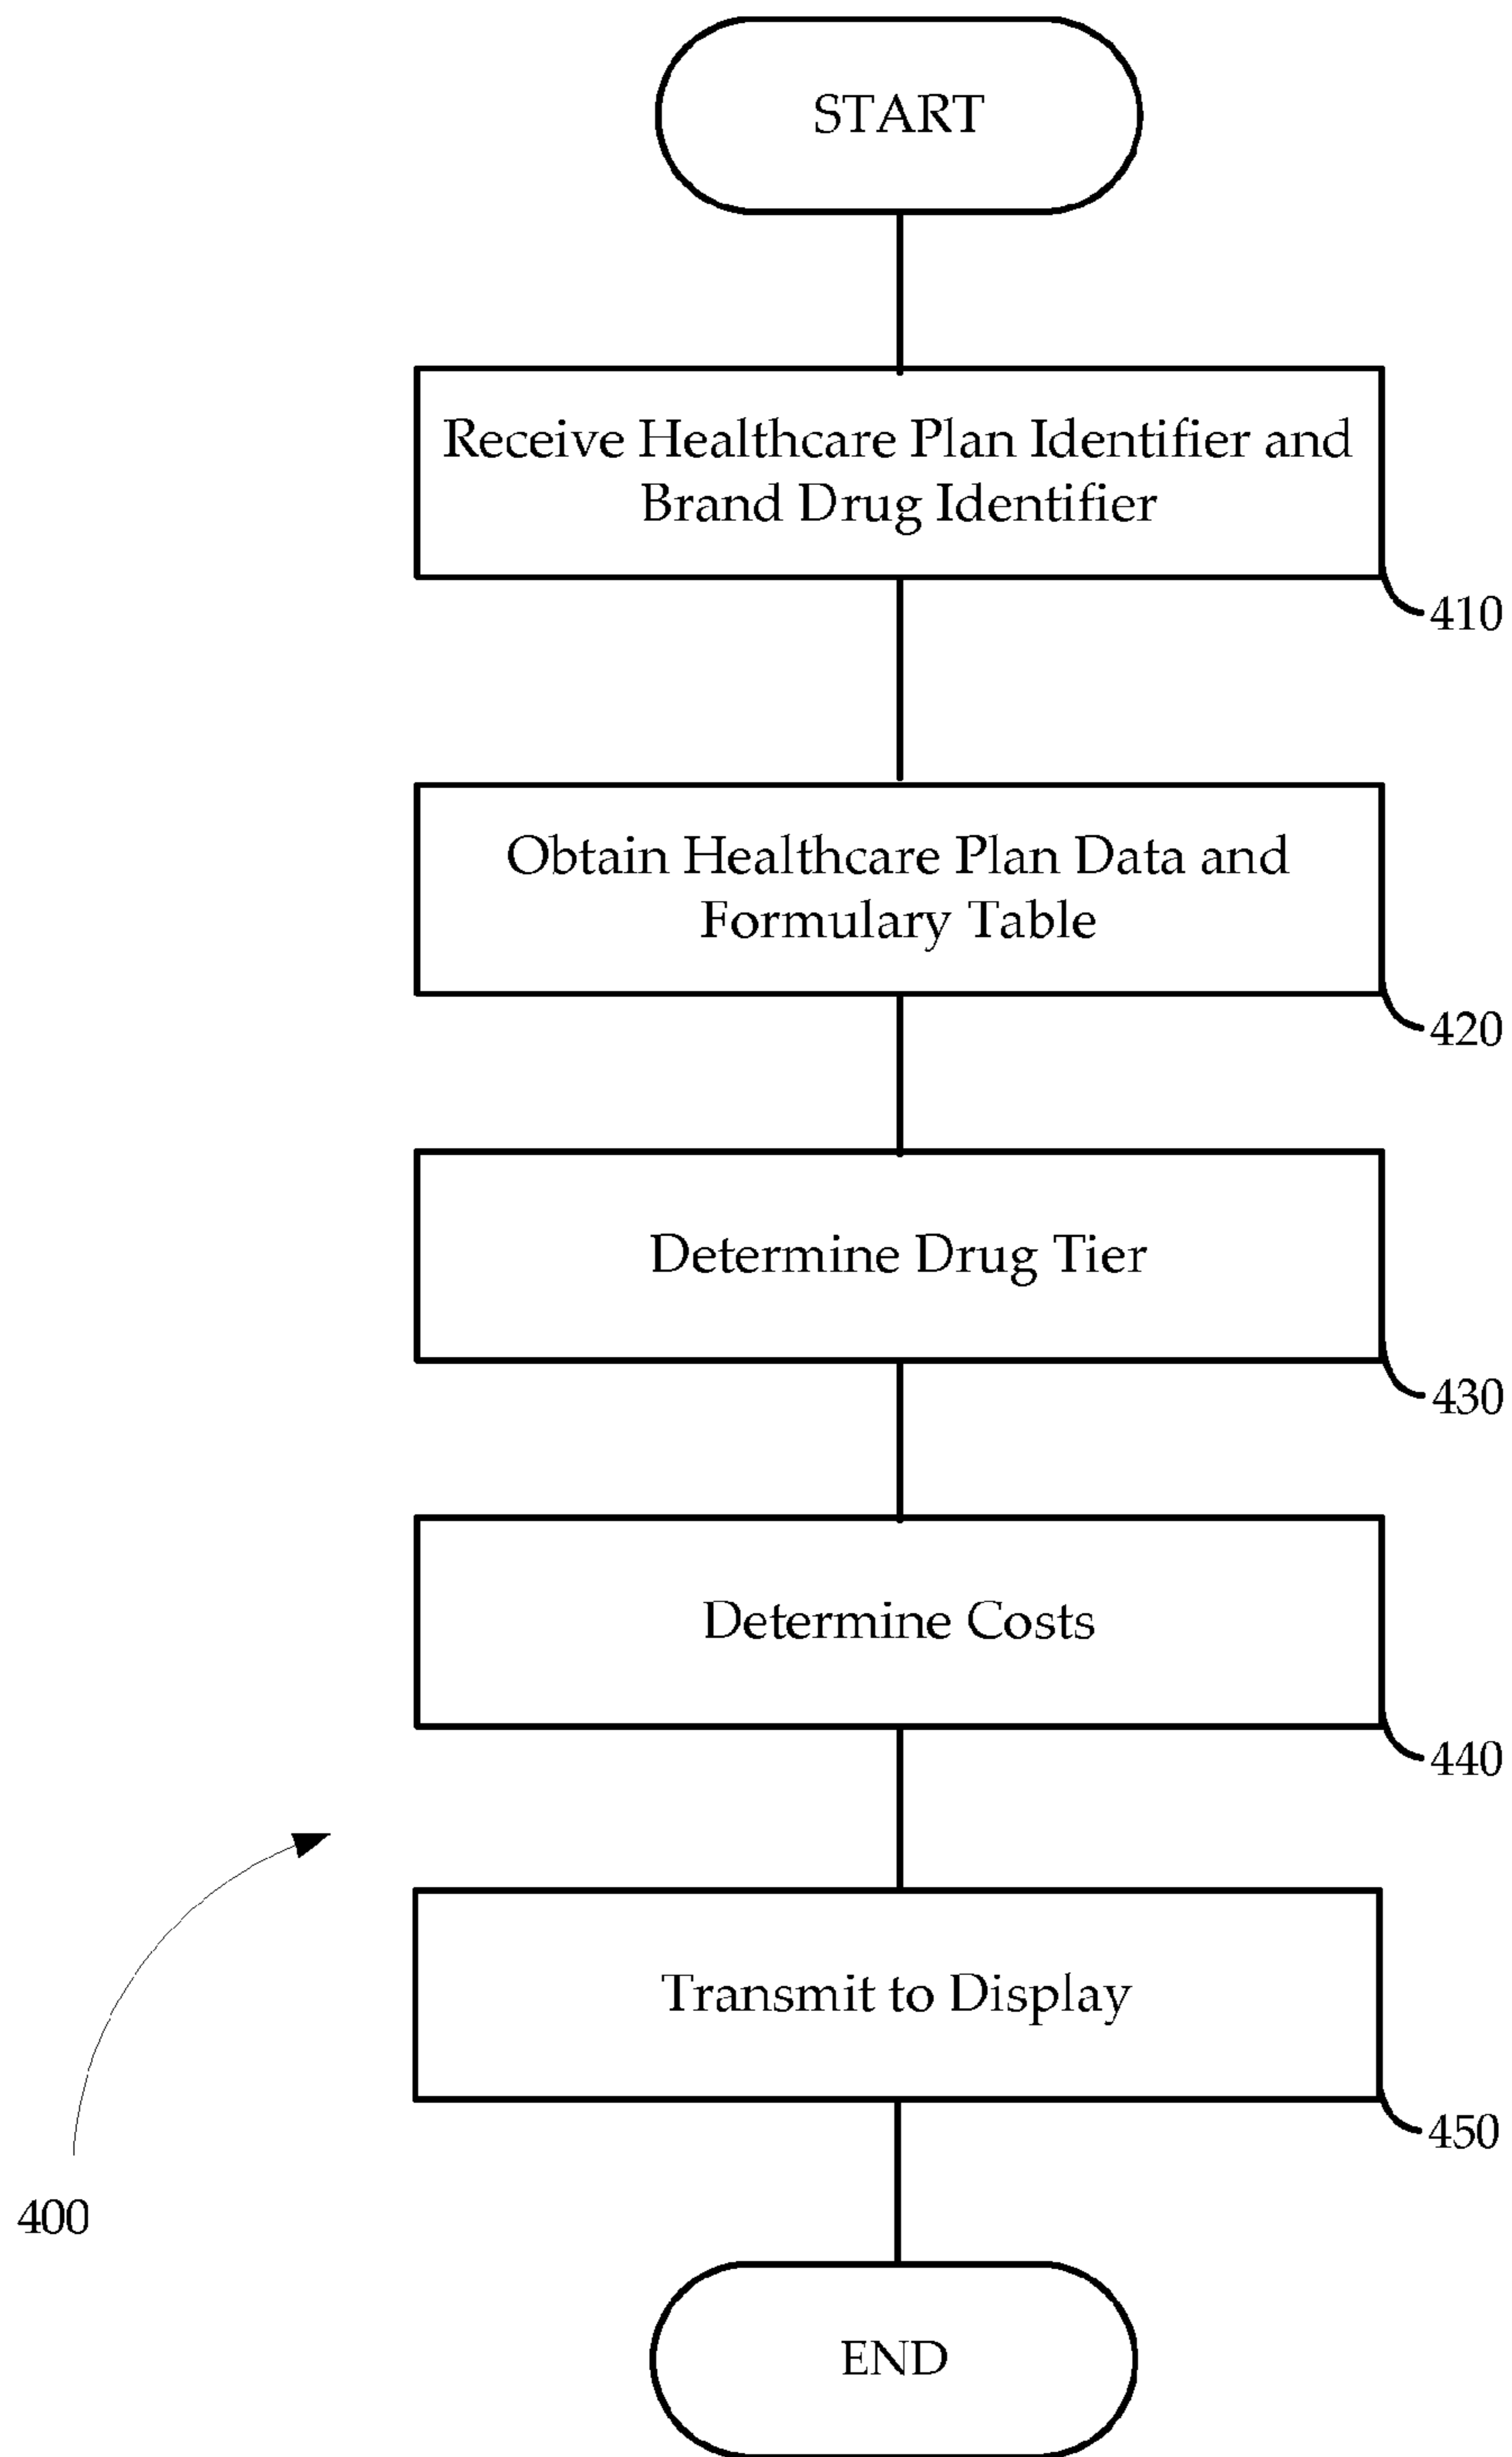 START
Receive Healthcare Plan Identifier and
Brand Drug Identifier
410
Obtain Healthcare Plan Data and
Formulary Table
420
Determine Drug Tier
430
Determine Costs
440
Transmit to Display
450
400
END